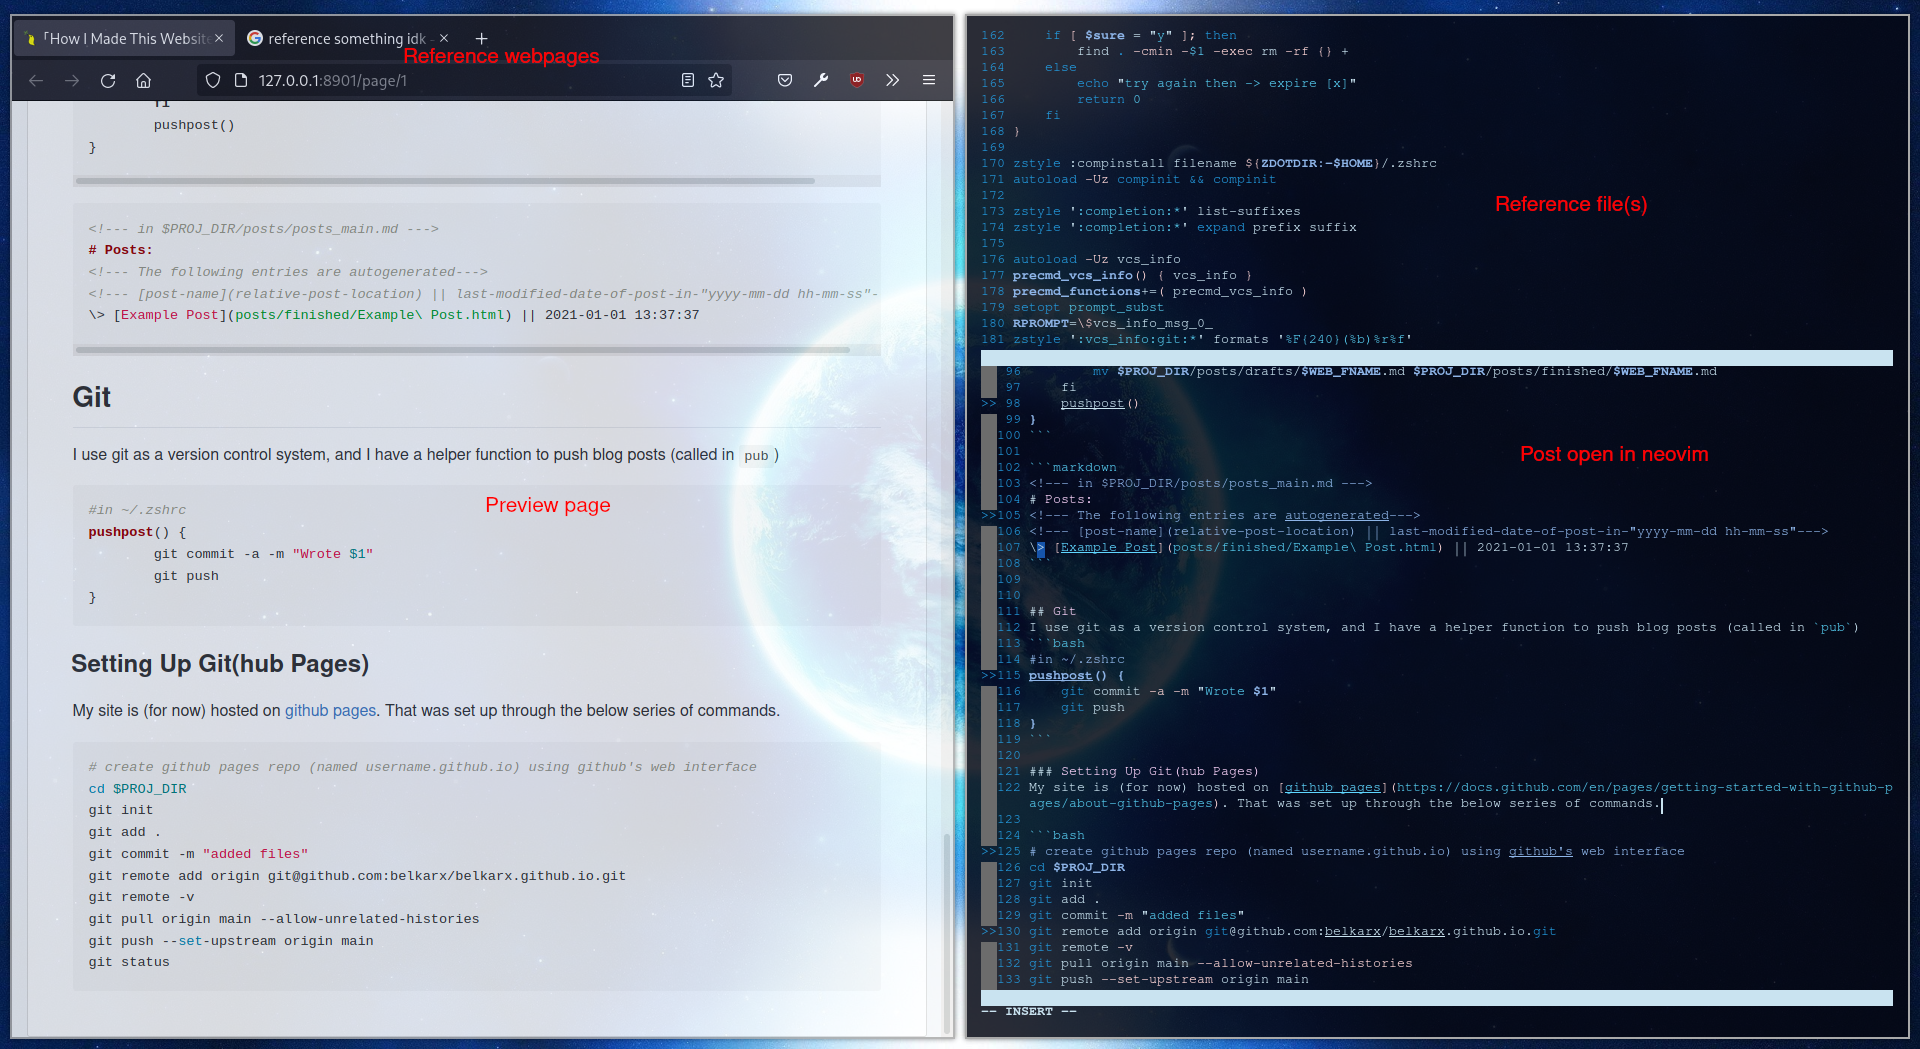 「How I Made This Website
reference something idk -
Reference webpages
127.0.0.1:8901/page/1
fi
pushpost()
}
<!--- in $PROJ_DIR/posts/posts_main.md --->
# Posts:
<!--- The following entries are autogenerated--->
<!--- [post-name](relative-post-location) || last-modified-date-of-post-in-"yyyy-mm-dd hh-mm-ss"-
\> [Example Post](posts/finished/Example\ Post.html) || 2021-01-01 13:37:37
Git
I use git as a version control system, and I have a helper function to push blog posts (called in pub )
Preview page
#in ~/.zshrc
pushpost() {
git commit -a -m "Wrote $1"
git push
}
Setting Up Git(hub Pages)
My site is (for now) hosted on github pages. That was set up through the below series of commands.
# create github pages repo (named username.github.io) using github's web interface
cd $PROJ_DIR
git init
git add .
git commit -m "added files"
git remote add origin git@github.com:belkarx/belkarx.github.io.git
git remote -v
git pull origin main --allow-unrelated-histories
git push --set-upstream origin main
git status
162 if [ $sure = "y" ]; then
163 find . -cmin -$1 -exec rm -rf {} +
164 else
165 echo "try again then -> expire [x]"
166 return 0
167 fi
168 }
169
170 zstyle :compinstall filename ${ZDOTDIR:-$HOME}/.zshrc
171 autoload -Uz compinit && compinit
172
173 zstyle ':completion:*' list-suffixes
174 zstyle ':completion:*' expand prefix suffix
175
176 autoload -Uz vcs_info
177 precmd_vcs_info() { vcs_info }
178 precmd_functions+=( precmd_vcs_info )
179 setopt prompt_subst
180 RPROMPT=\$vcs_info_msg_0_
181 zstyle ':vcs_info:git:*' formats '%F{240}(%b)%r%f'
Reference file(s)
96 mv $PROJ_DIR/posts/drafts/$WEB_FNAME.md $PROJ_DIR/posts/finished/$WEB_FNAME.md
97 fi
>> 98 pushpost()
99 }
100 ```
101
102 ```markdown
103 <!--- in $PROJ_DIR/posts/posts_main.md --->
104 # Posts:
>>105 <!--- The following entries are autogenerated--->
106 <!--- [post-name](relative-post-location) || last-modified-date-of-post-in-"yyyy-mm-dd hh-mm-ss"--->
107 \> [Example Post](posts/finished/Example\ Post.html) || 2021-01-01 13:37:37
108 ```
109
110
111 ## Git
112 I use git as a version control system, and I have a helper function to push blog posts (called in `pub`)
113 ```bash
114 #in ~/.zshrc
>>115 pushpost() {
116 git commit -a -m "Wrote $1"
117 git push
118 }
119 ```
120
121 ### Setting Up Git(hub Pages)
122 My site is (for now) hosted on [github pages](https://docs.github.com/en/pages/getting-started-with-github-p
ages/about-github-pages). That was set up through the below series of commands.
123
124 ```bash
>>125 # create github pages repo (named username.github.io) using github's web interface
126 cd $PROJ_DIR
127 git init
128 git add .
129 git commit -m "added files"
>>130 git remote add origin git@github.com:belkarx/belkarx.github.io.git
131 git remote -v
132 git pull origin main --allow-unrelated-histories
133 git push --set-upstream origin main
Post open in neovim
-- INSERT --